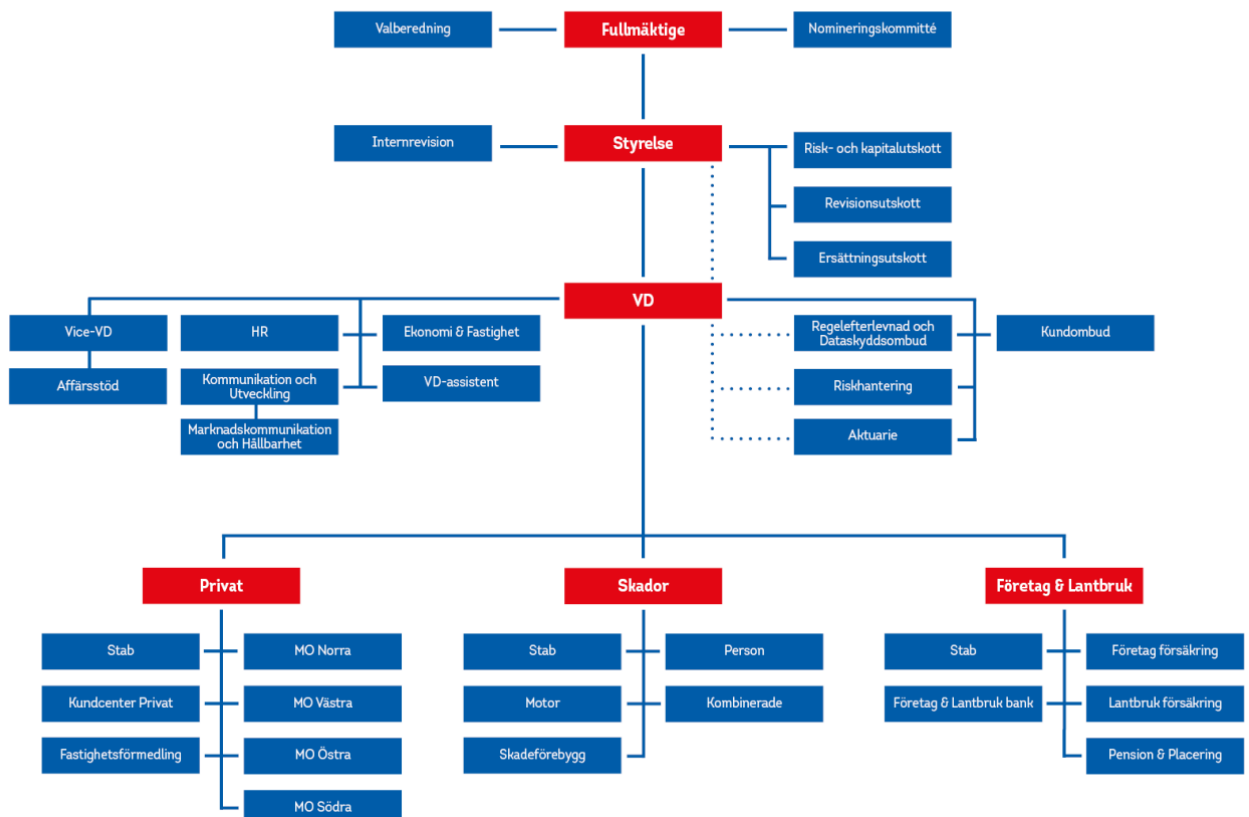 Valberedning
Fullmäktige
Nomineringskommitté
Internrevision
Styrelse
Risk- och kapitalutskott
Revisionsutskott
Ersättningsutskott
VD
Vice-VD
HR
Ekonomi & Fastighet
Regelefterlevnad och
Dataskyddsombud
Kundombud
Affärsstöd
Kommunikation och
Utveckling
VD-assistent
Riskhantering
Marknadskommunikation
och Hållbarhet
Aktuarie
Privat
Skador
Företag & Lantbruk
Stab
MO Norra
Stab
Person
Stab
Företag försäkring
Kundcenter Privat
MO Västra
Motor
Kombinerade
Företag & Lantbruk bank
Lantbruk försäkring
Fastighetsförmedling
MO Östra
Skadeförebygg
Pension & Placering
MO Södra